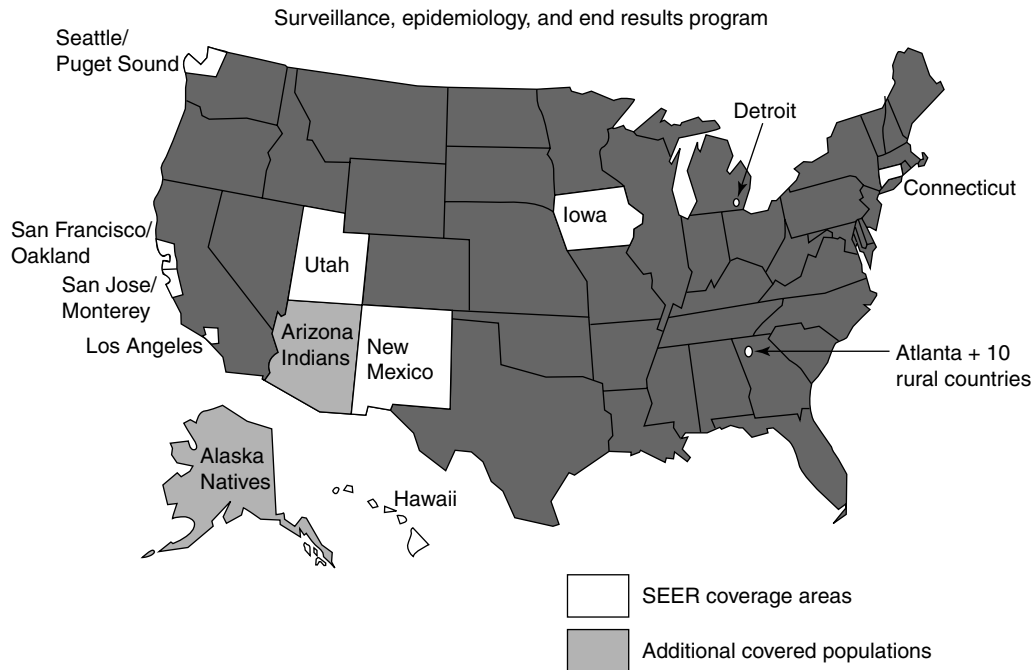 Surveillance, epidemiology, and end results program
Seattle/
Puget Sound
Detroit
Connecticut
Iowa
San Francisco/
Oakland
Utah
San Jose/
Monterey
Los Angeles
Arizona
Indians
New
Mexico
Atlanta + 10
rural countries
Alaska
Natives
Hawaii
SEER coverage areas
Additional covered populations